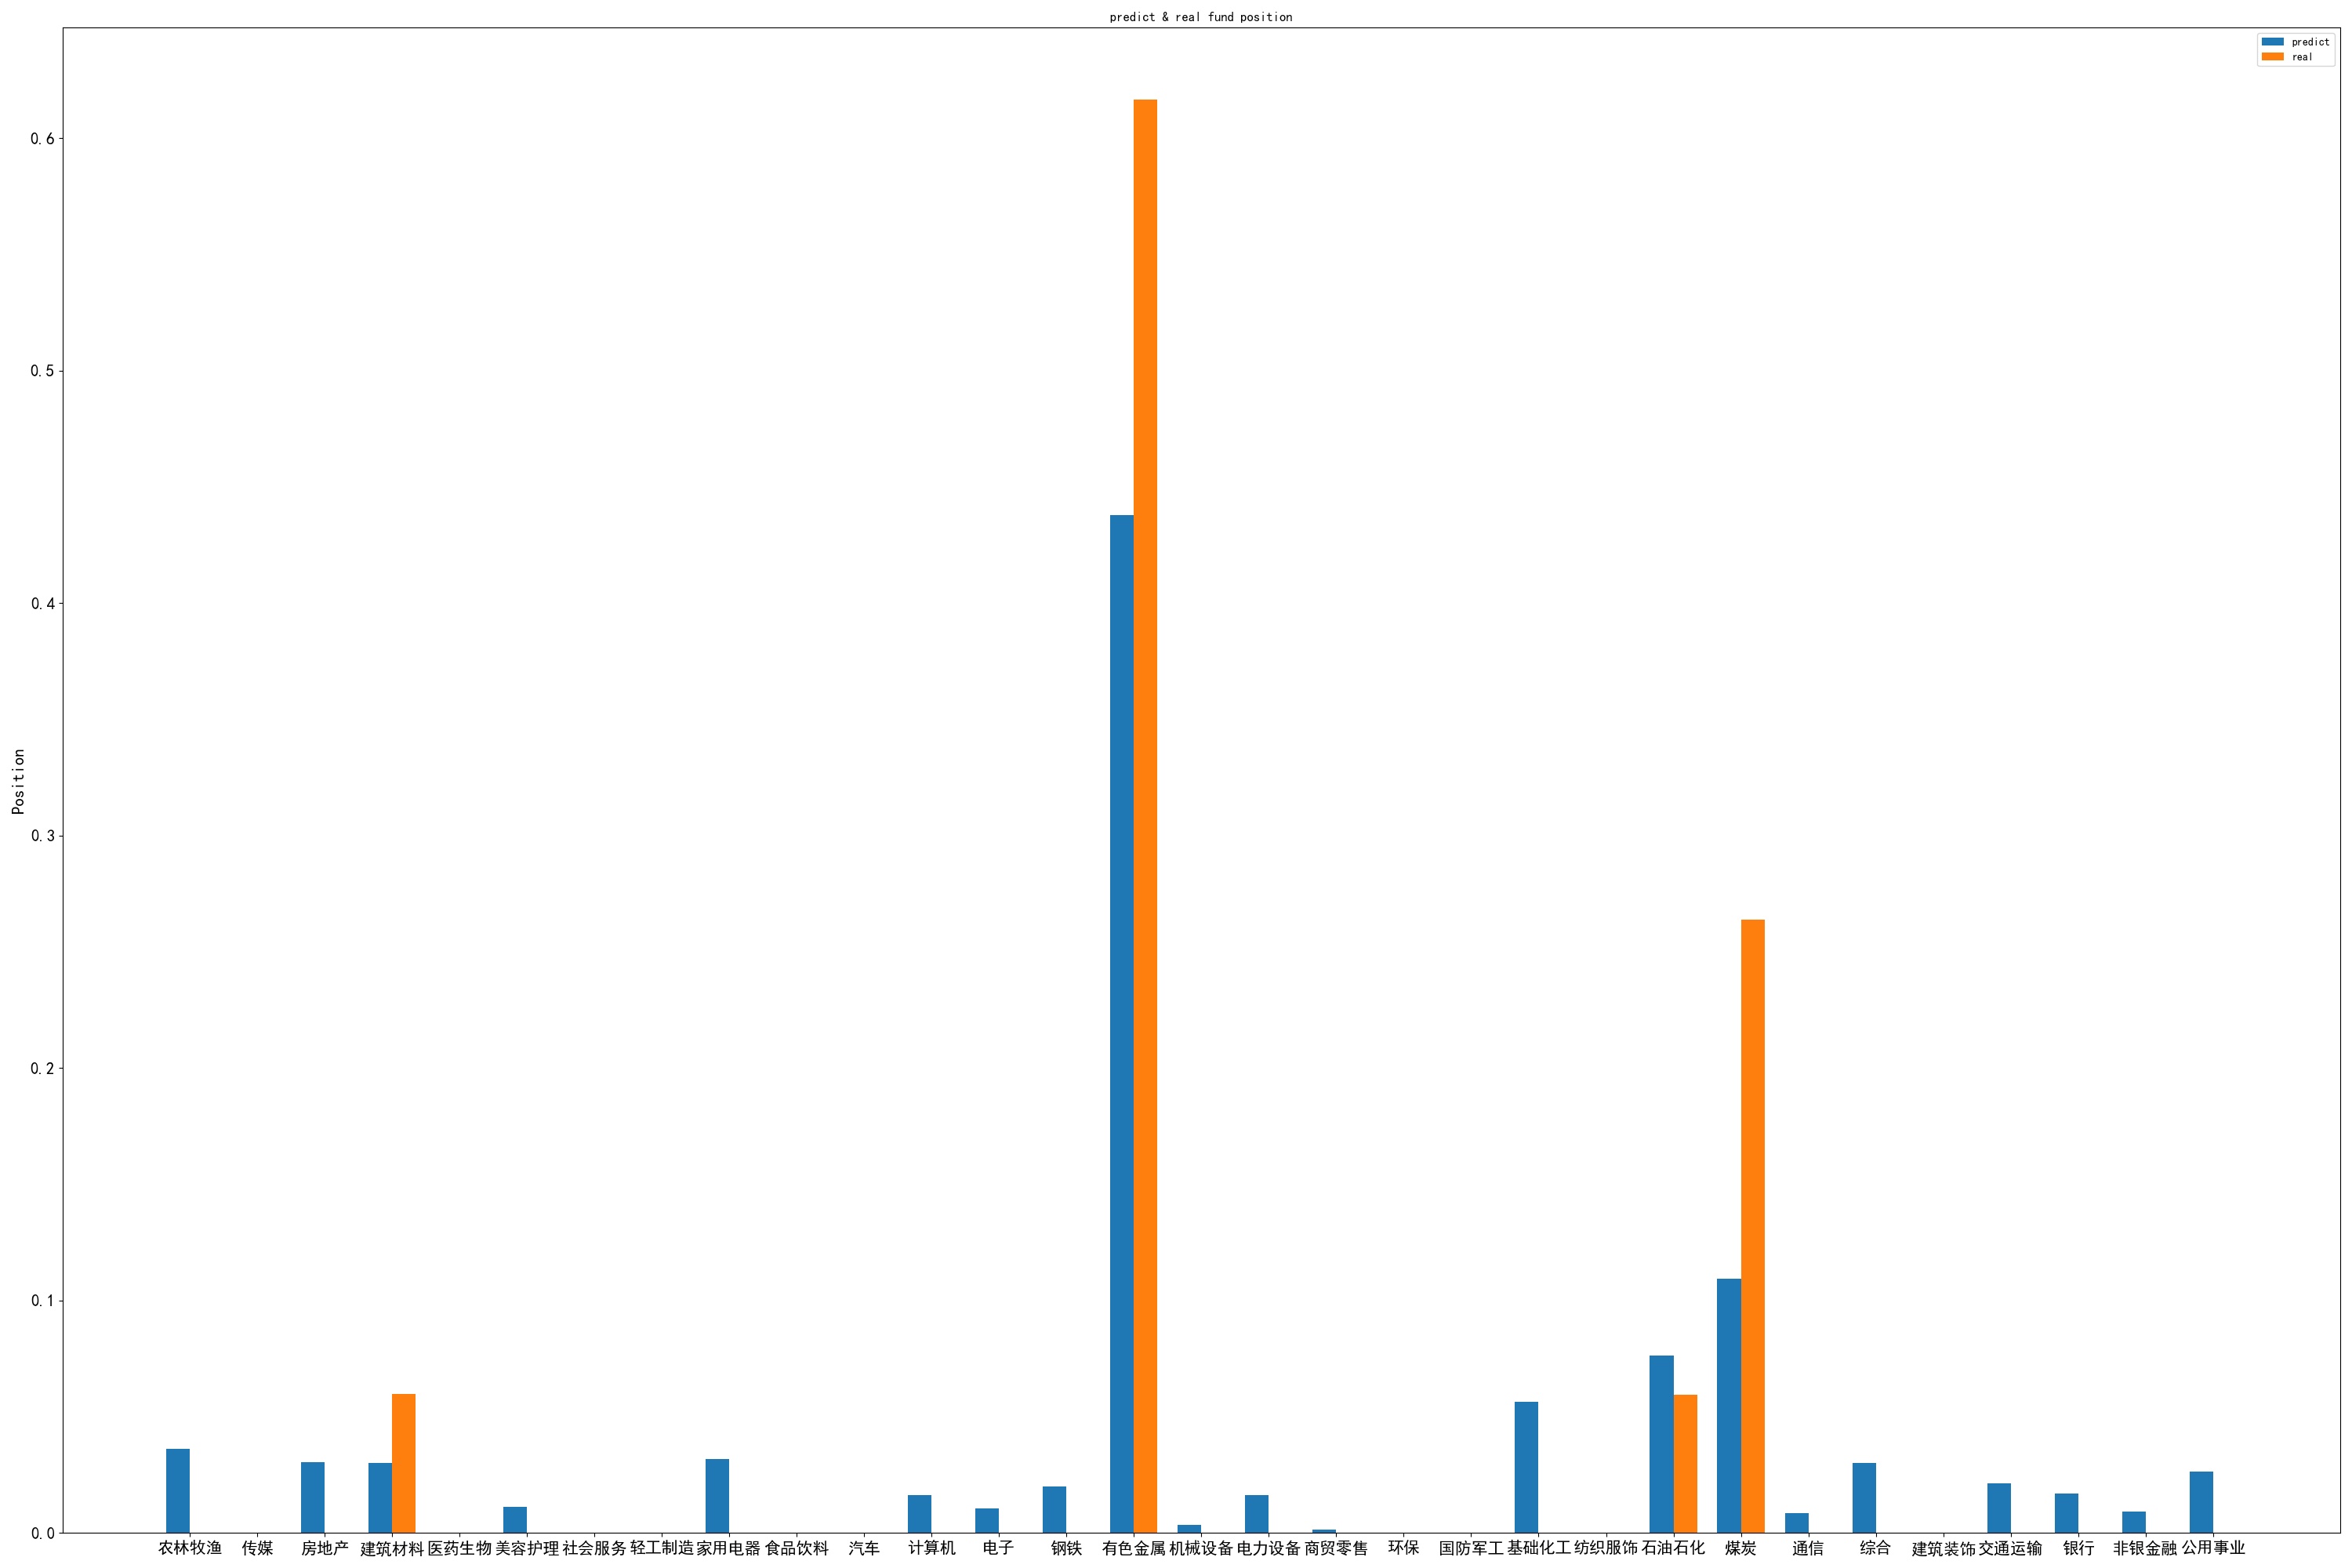 predict & real fund position
predict
real
0.6
0.5
0.4
0.3
0.2
0.1
0.0
Position
农林牧渔 传媒 房地产 建筑材料 医药生物 美容护理 社会服务 轻工制造 家用电器 食品饮料 汽车 计算机 电子 钢铁 有色金属 机械设备 电力设备 商贸零售 环保 国防军工 基础化工 纺织服饰 石油石化 煤炭 通信 综合 建筑装饰 交通运输 银行 非银金融 公用事业